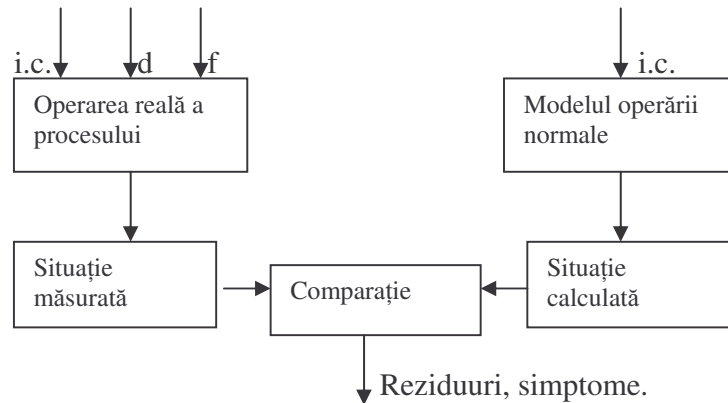 i.c. d f
i.c.
Operarea reală a
procesului
Modelul operării
normale
Situație
măsurată
Comparație
Situație
calculată
Reziduuri, simptome.